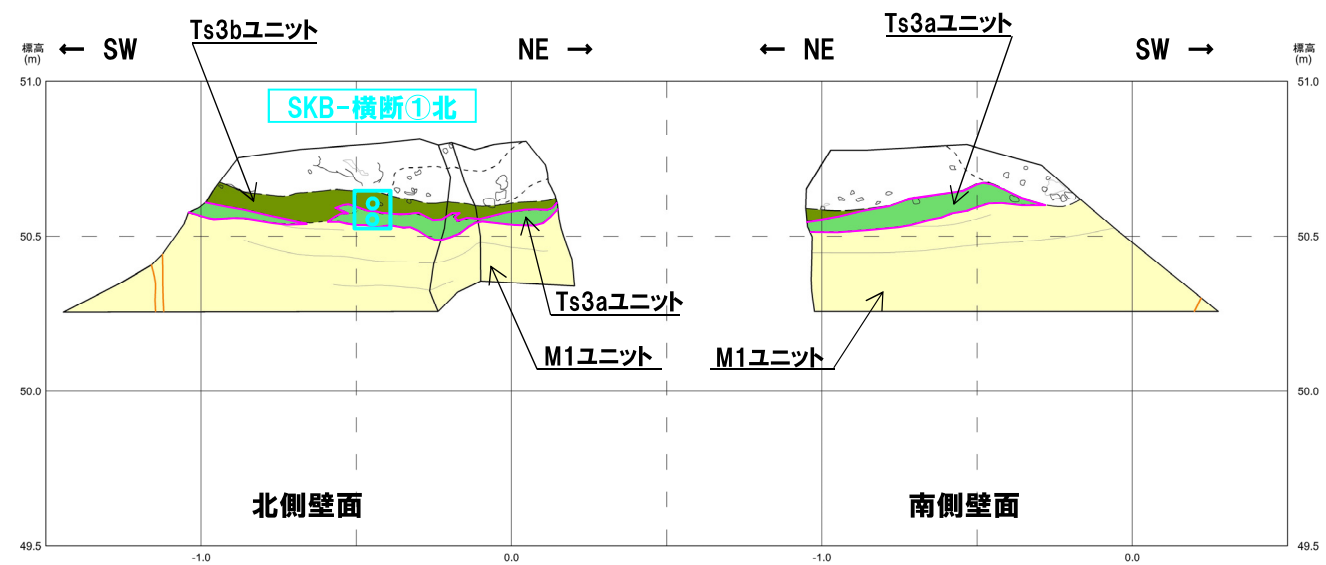 Ts3bユニット
Ts3aユニット
標高
(m)
← SW
NE →
← NE
SW →
標高
(m)
51.0
51.0
SKB-横断①北
50.5
50.5
Ts3aユニット
M1ユニット
M1ユニット
50.0
50.0
北側壁面
南側壁面
49.5
49.5
-1.0
0.0
-1.0
0.0